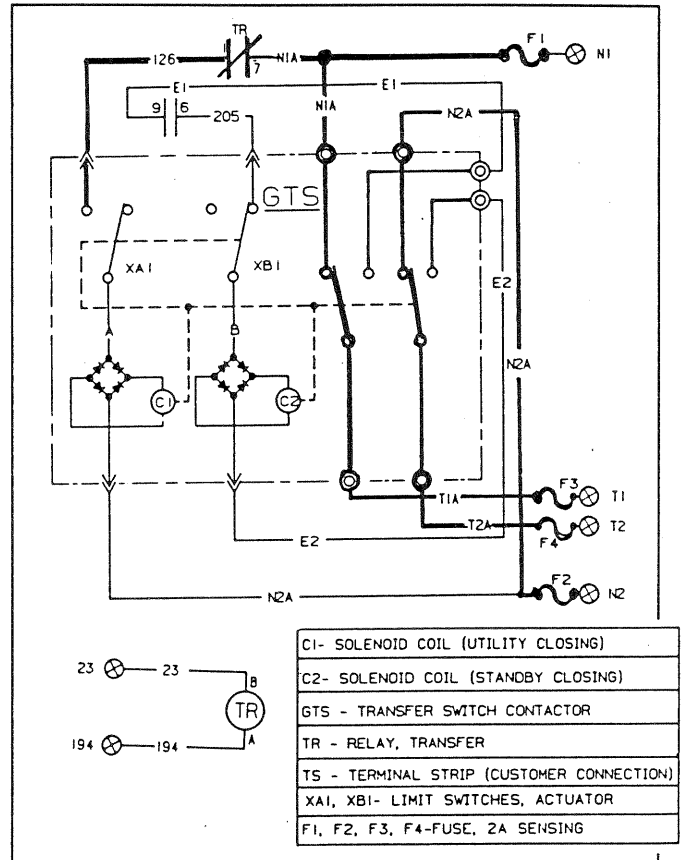 TR
F1
126
7
N1A
N1
E1
E1
N1A
9
6
205
N2A
GTS
XA1
XB1
E2
A
B
N2A
C1
C2
F3
T1A
T1
T2A
T2
F4
E2
F2
N2A
N2
C1- SOLENOID COIL (UTILITY CLOSING)
C2- SOLENOID COIL (STANDBY CLOSING)
GTS - TRANSFER SWITCH CONTACTOR
TR - RELAY, TRANSFER
TS - TERMINAL STRIP (CUSTOMER CONNECTION)
XA1, XB1- LIMIT SWITCHES, ACTUATOR
F1, F2, F3, F4-FUSE, 2A SENSING
23
23
B
TR
A
194
194